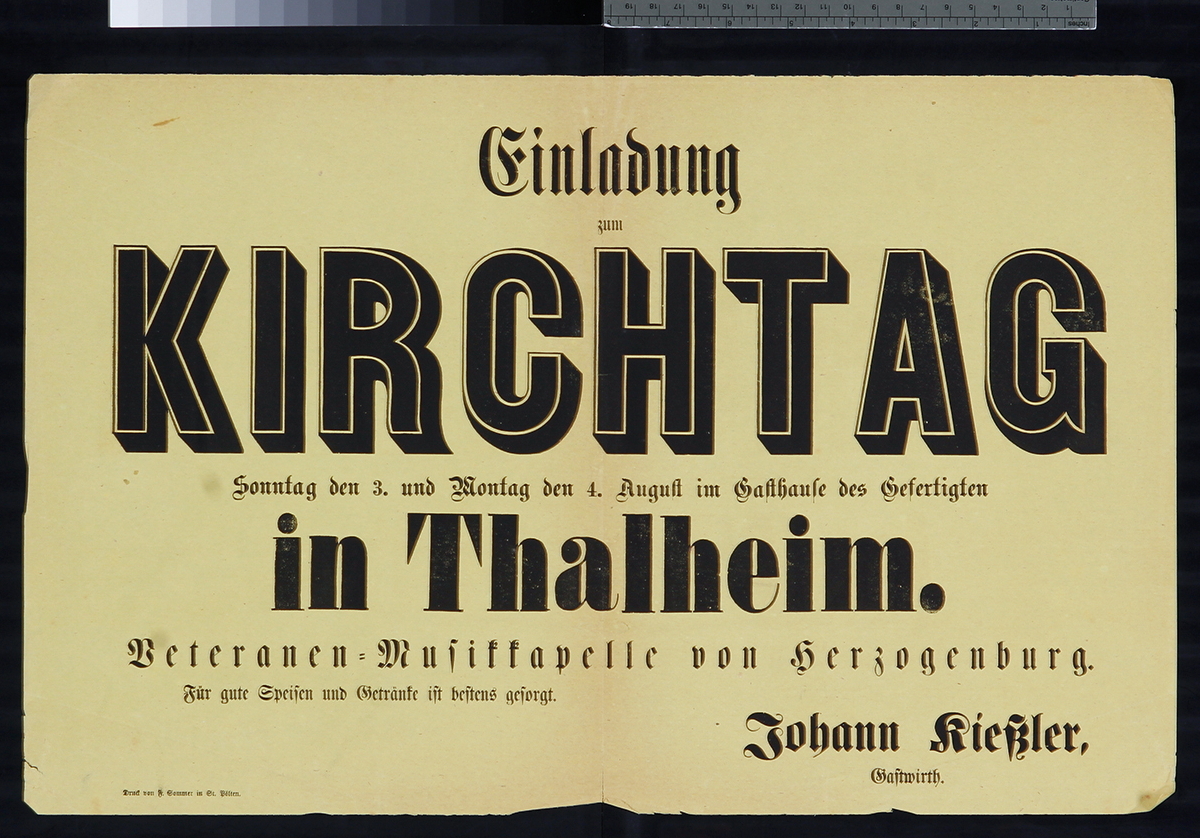 Einladung
zum
KIRCHTAG
Sonntag den 3. und Montag den 4. August im Gasthause des Gefertigten
in Thalheim.
Veteranen-Musikkapelle von Herzogenburg.
Für gute Speisen und Getränke ist bestens gesorgt.
Johann Kießler,
Gastwirth.
Druck von F. Sommer in St. Pölten.